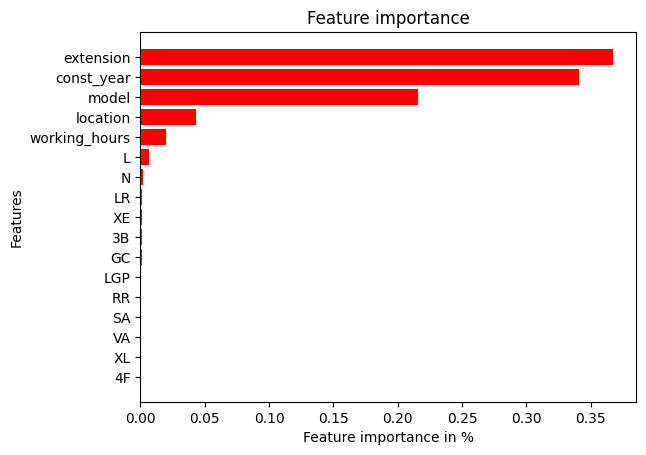 Feature importance
extension
const_year
model
location
working_hours
L
N
LR
XE
3B
GC
LGP
RR
SA
VA
XL
4F
Features
0.00 0.05 0.10 0.15 0.20 0.25 0.30 0.35
Feature importance in %